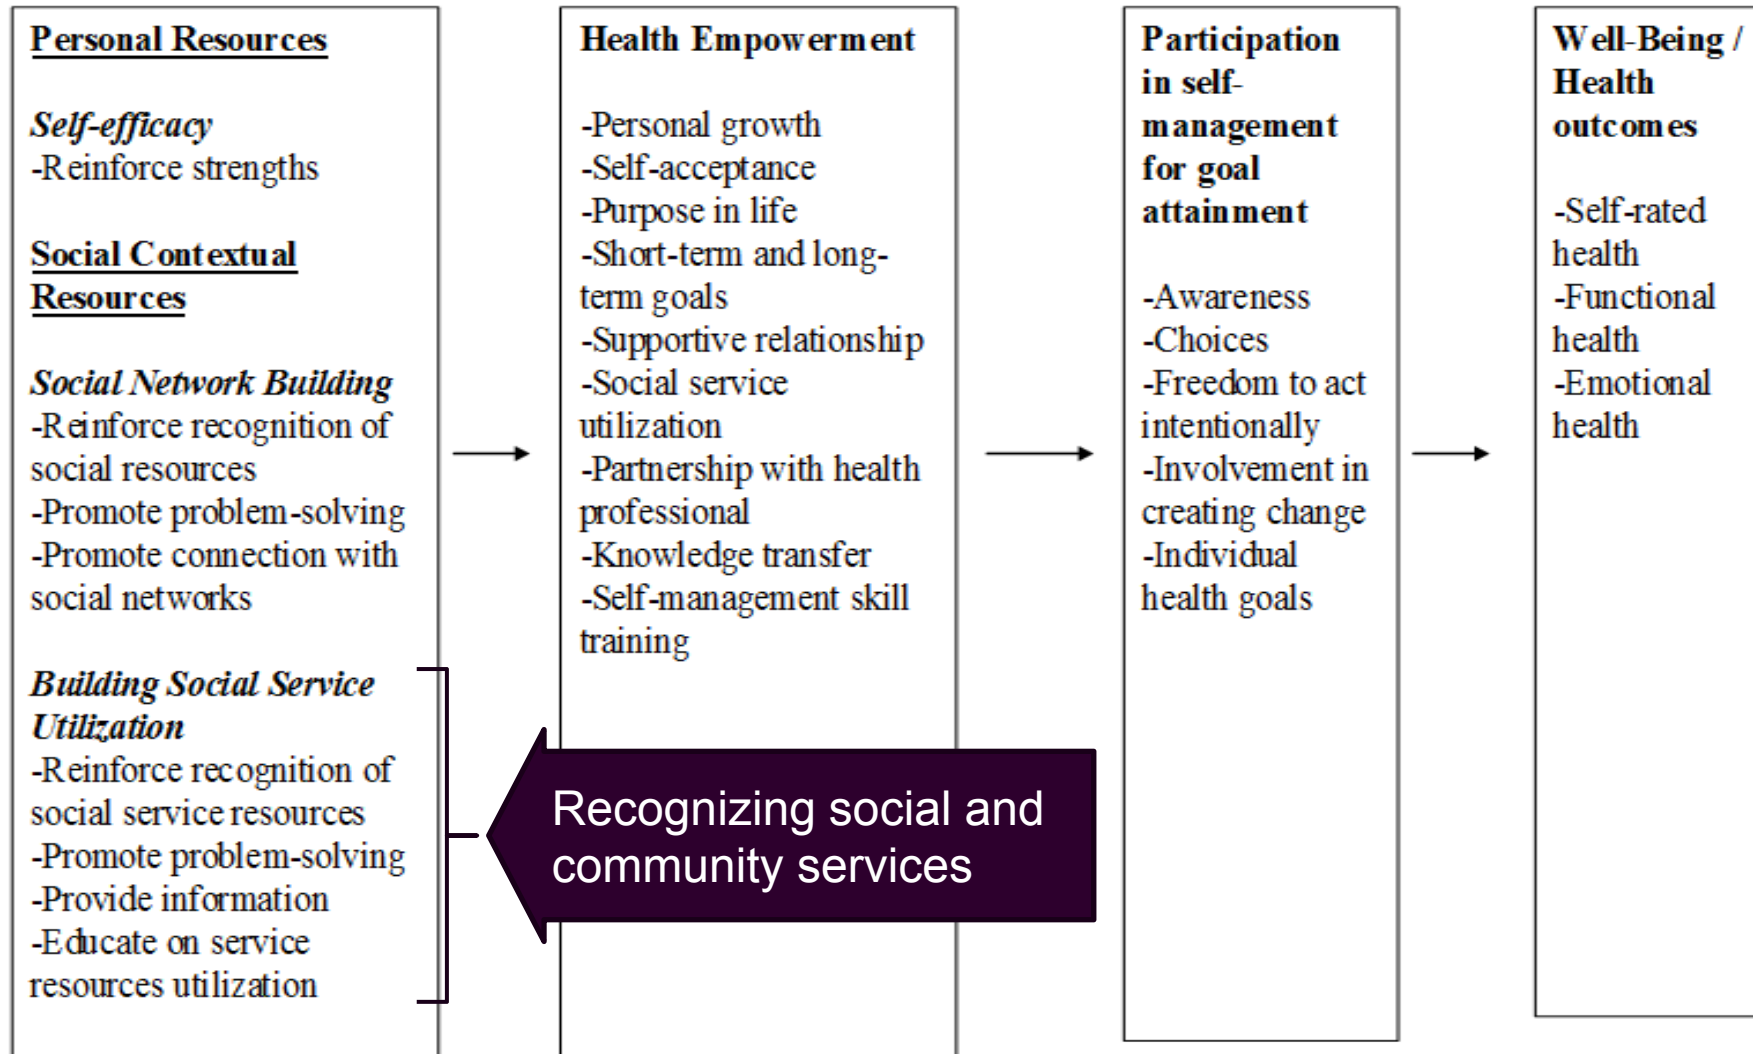 Personal Resources
Self-efficacy
-Reinforce strengths
Social Contextual
Resources
Social Network Building
-Reinforce recognition of
social resources
-Promote problem-solving
-Promote connection with
social networks
Building Social Service
Utilization
-Reinforce recognition of
social service resources
-Promote problem-solving
-Provide information
-Educate on service
resources utilization
Health Empowerment
-Personal growth
-Self-acceptance
-Purpose in life
-Short-term and long-
term goals
-Supportive relationship
-Social service
utilization
-Partnership with health
professional
-Knowledge transfer
-Self-management skill
training
Recognizing social and
community services
Participation
in self-
management
for goal
attainment
-Awareness
-Choices
-Freedom to act
intentionally
-Involvement in
creating change
-Individual
health goals
Well-Being /
Health
outcomes
-Self-rated
health
-Functional
health
-Emotional
health